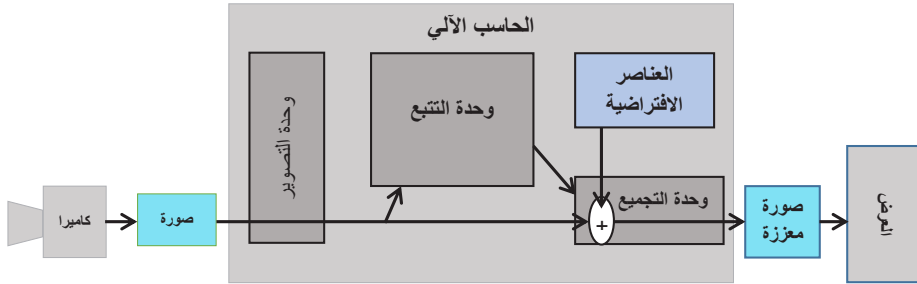 الحاسب الآلي
كاميرا
صورة
وحدة التصوير
وحدة التتبع
العناصر
الافتراضية
وحدة التجميع
+
صورة
معززة
العرض